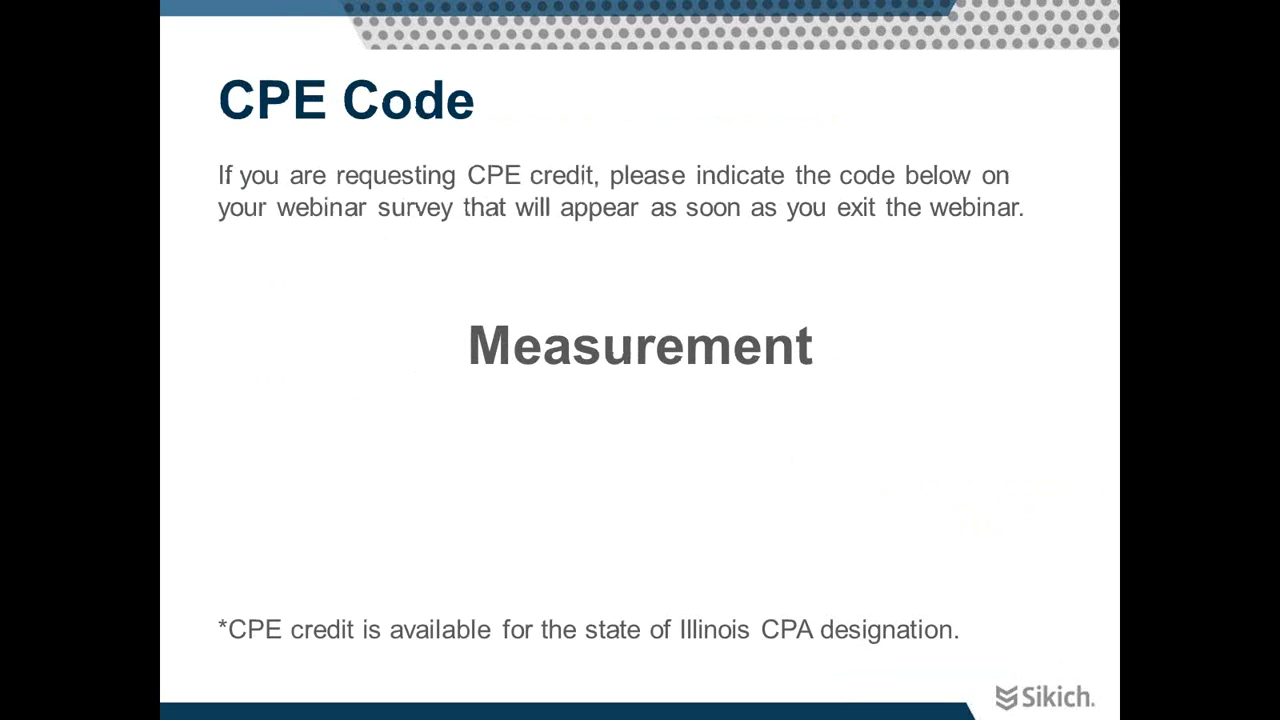 CPE Code
If you are requesting CPE credit, please indicate the code below on
your webinar survey that will appear as soon as you exit the webinar.
Measurement
*CPE credit is available for the state of Illinois CPA designation.
Sikich.